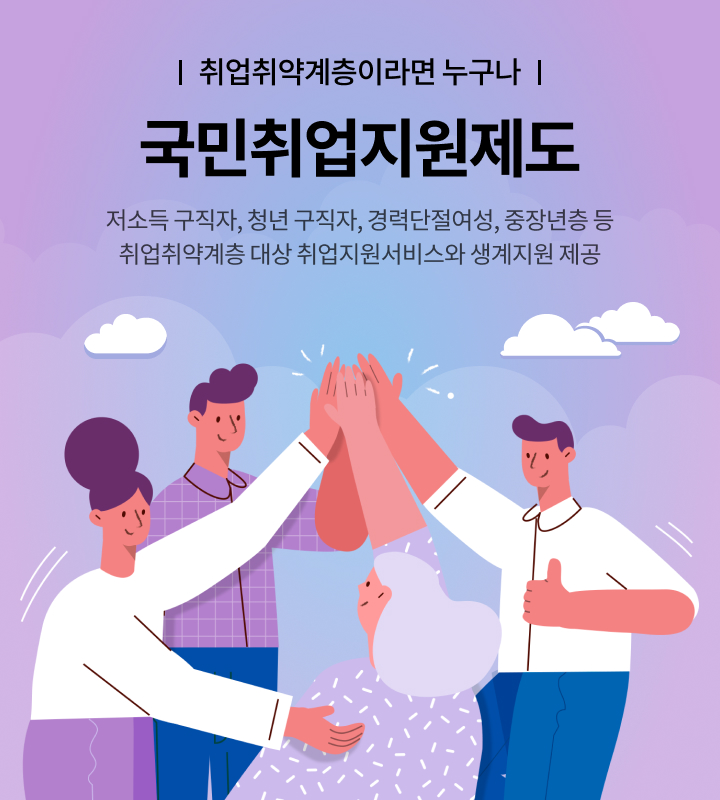 | 취업취약계층이라면 누구나 |
국민취업지원제도
저소득 구직자, 청년 구직자, 경력단절여성, 중장년층 등
취업취약계층 대상 취업지원서비스와 생계지원 제공